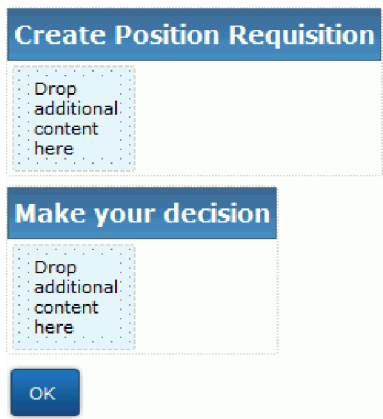 Create Position Requisition
Drop
additional
content
here
Make your decision
Drop
additional
content
here
OK